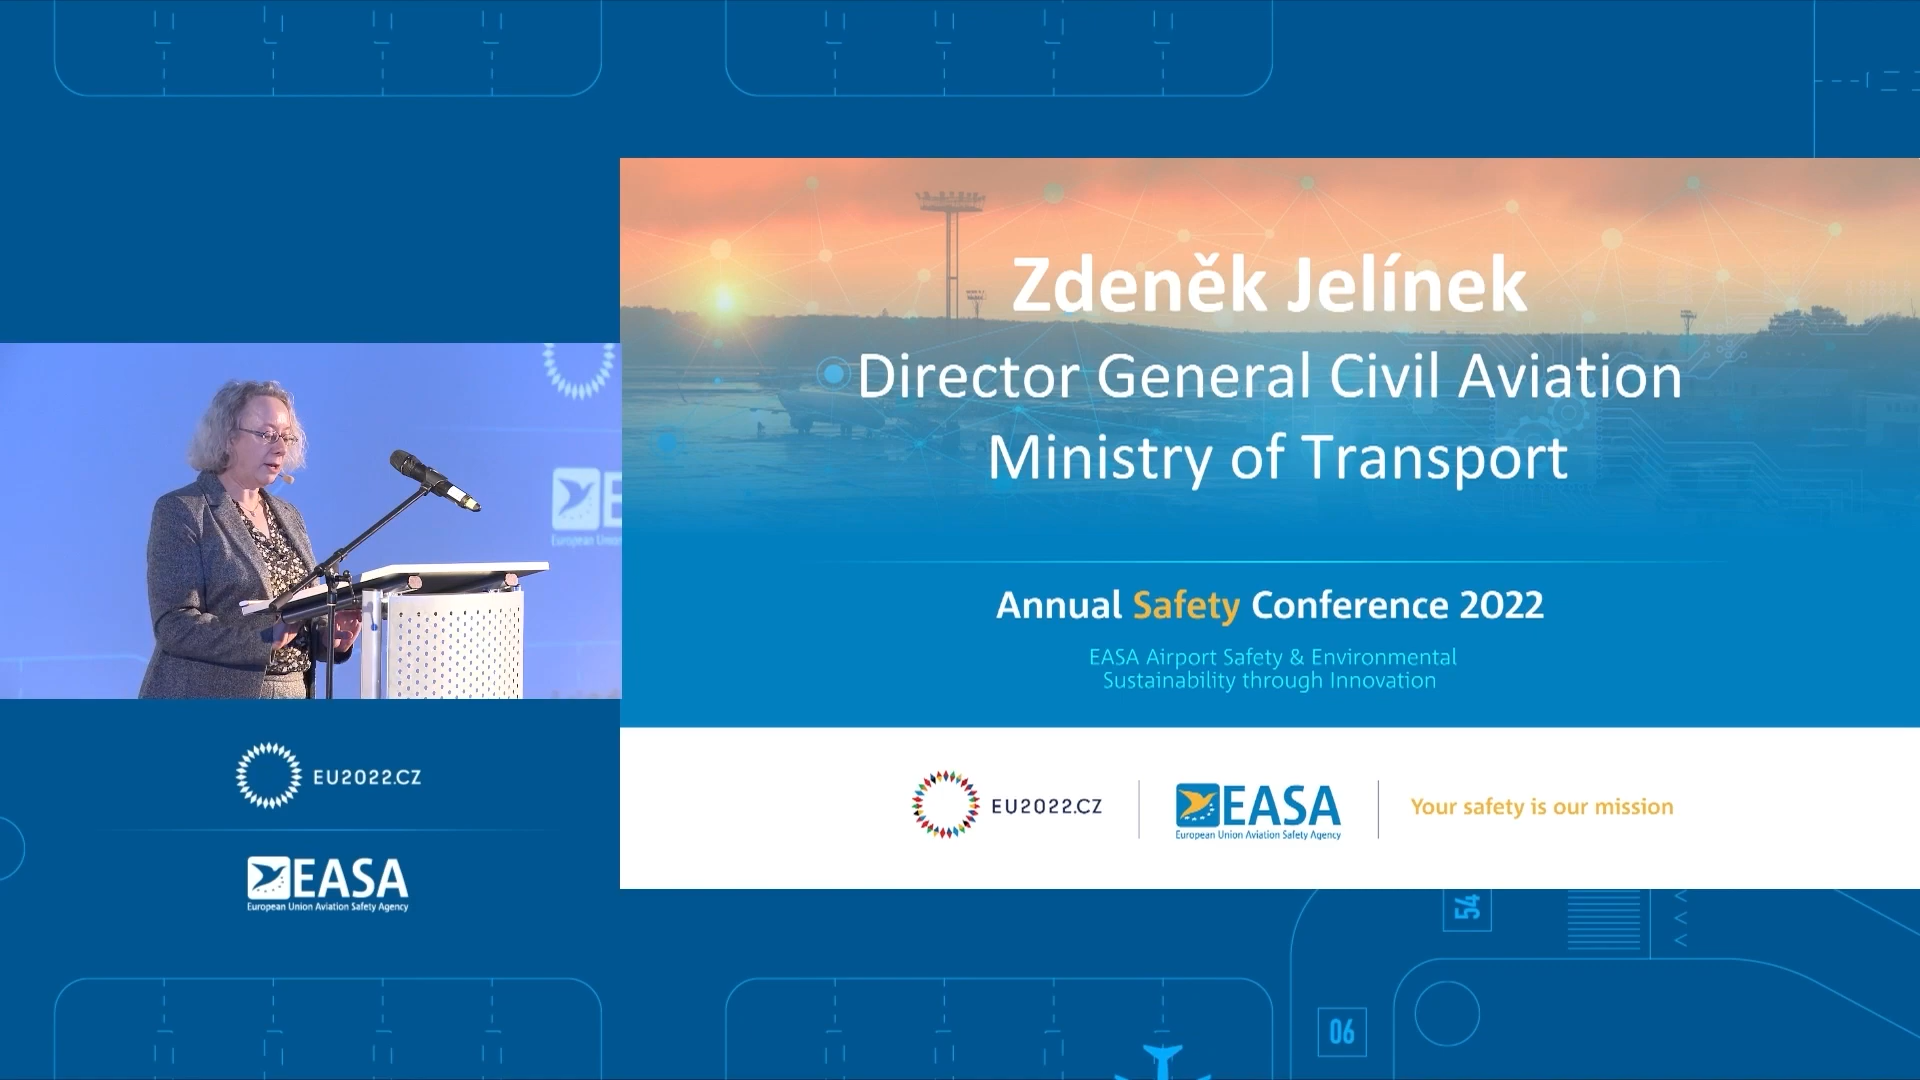 Zdeněk Jelínek
Director General Civil Aviation
Ministry of Transport
Annual Safety Conference 2022
EASA Airport Safety & Environmental
Sustainability through Innovation
EU2022.CZ
EASA
European Union Aviation Safety Agency
Your safety is our mission
E
European Union
EU2022.CZ
EASA
European Union Aviation Safety Agency
54
06